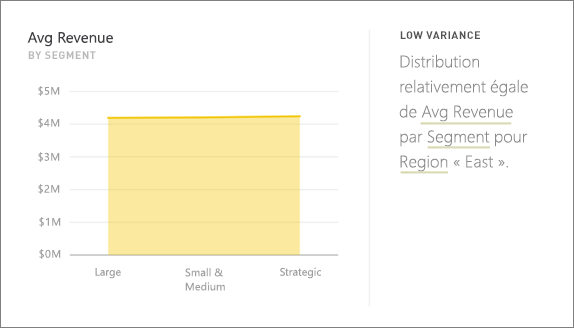 Avg Revenue
BY SEGMENT
$5M
$4M
$3M
$2M
$1M
$0M
Large
Small &
Medium
Strategic
LOW VARIANCE
Distribution
relativement égale
de Avg Revenue
par Segment pour
Region « East ».